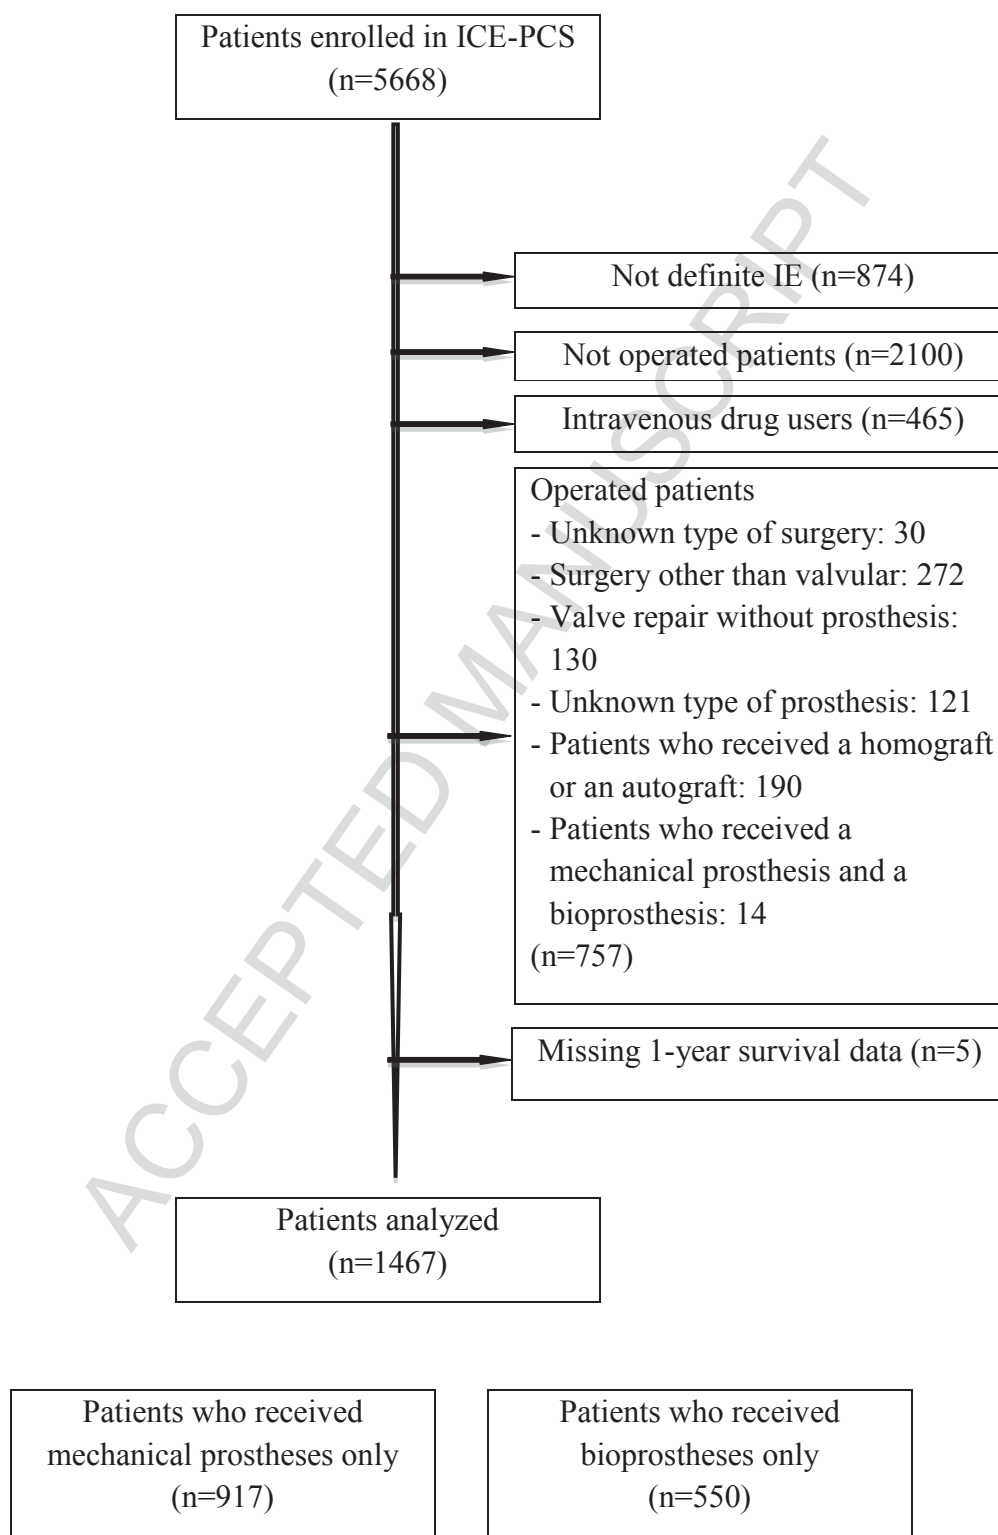 Patients enrolled in ICE-PCS
(n=5668)
Not definite IE (n=874)
Not operated patients (n=2100)
Intravenous drug users (n=465)
Operated patients
- Unknown type of surgery: 30
- Surgery other than valvular: 272
- Valve repair without prosthesis:
130
- Unknown type of prosthesis: 121
- Patients who received a homograft
or an autograft: 190
- Patients who received a
mechanical prosthesis and a
bioprosthesis: 14
(n=757)
Missing 1-year survival data (n=5)
Patients analyzed
(n=1467)
Patients who received
mechanical prostheses only
(n=917)
Patients who received
bioprostheses only
(n=550)
ACCEPTED MANUSCRIPT